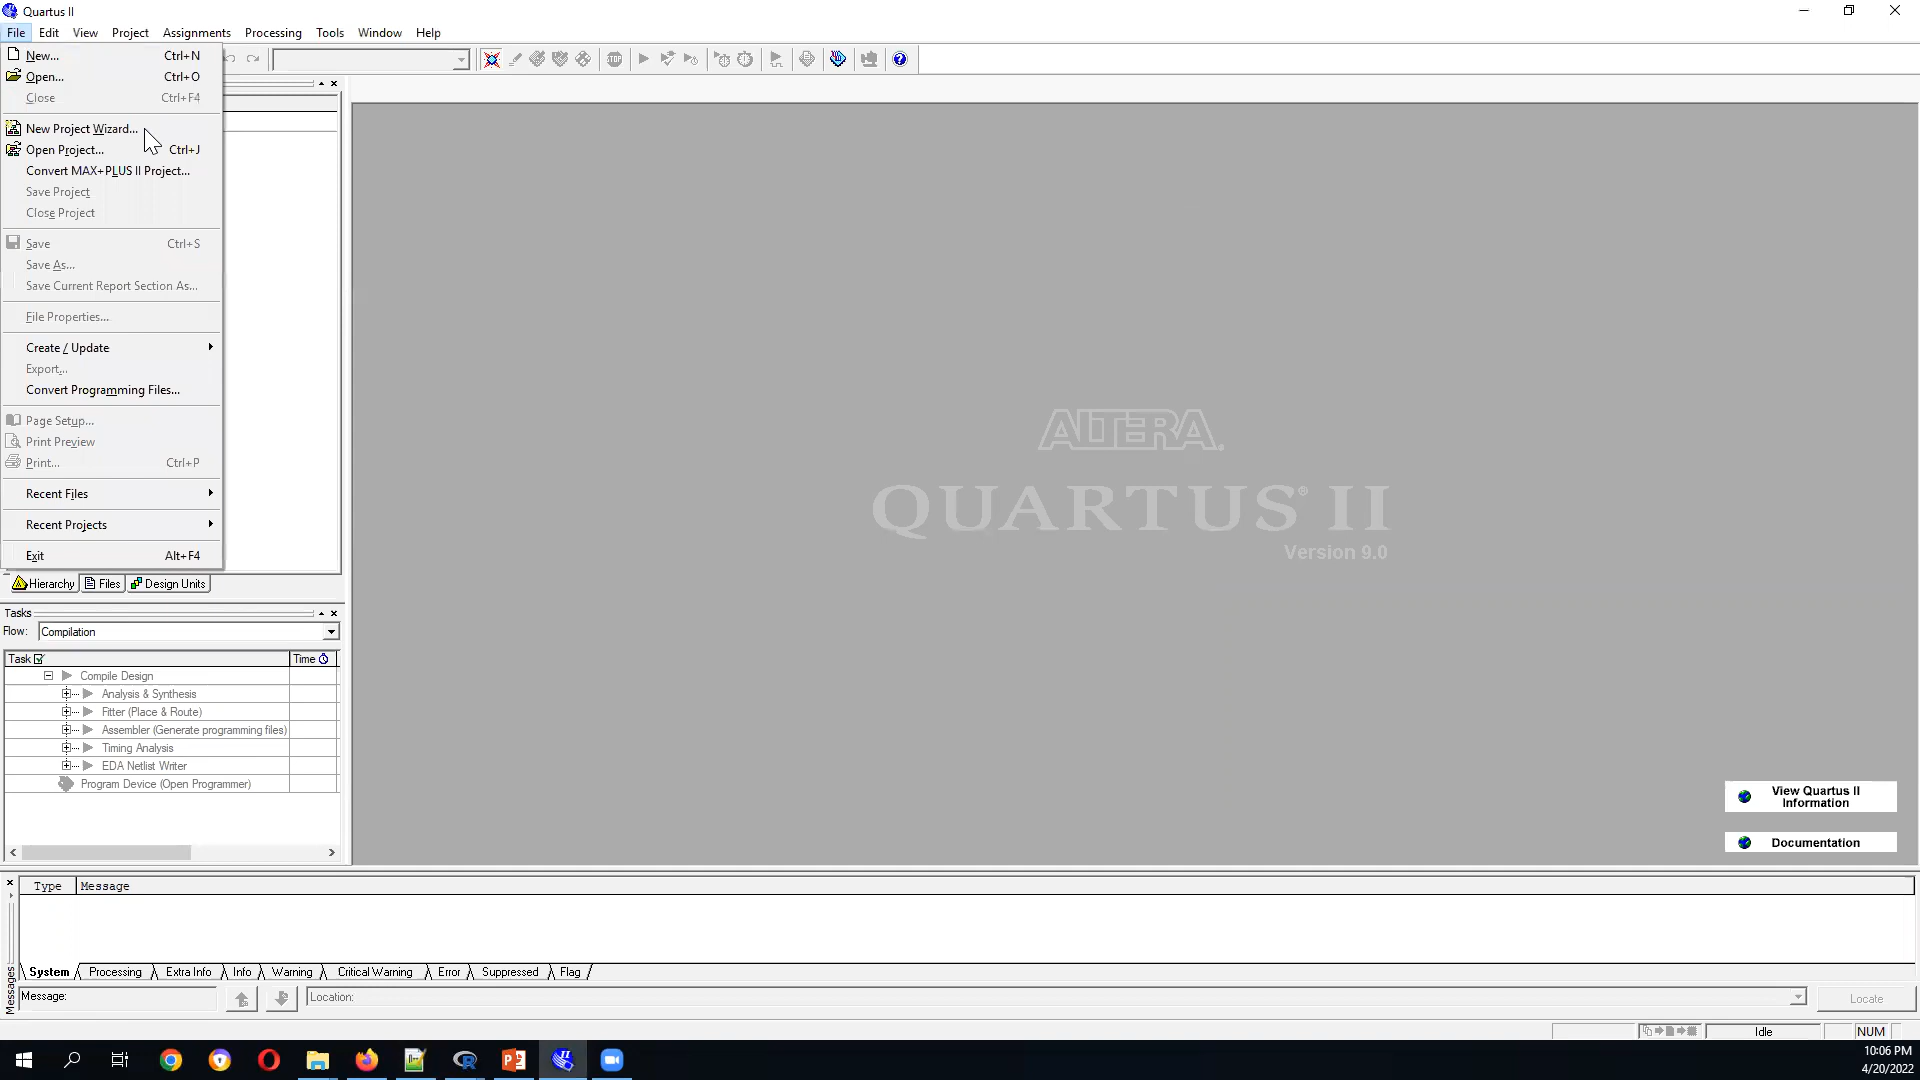 Quartus II
File Edit View Project Assignments Processing Tools Window Help
New... Ctrl+N
Open... Ctrl+O
Close Ctrl+F4
New Project Wizard...
Open Project... Ctrl+J
Convert MAX+PLUS II Project...
Save Project
Close Project
Save Ctrl+S
Save As...
Save Current Report Section As...
File Properties...
Create / Update
Export...
Convert Programming Files...
Page Setup...
Print Preview
Print... Ctrl+P
Recent Files
Recent Projects
Exit Alt+F4
Hierarchy Files Design Units
Tasks
Flow: Compilation
Task Time
Compile Design
Analysis & Synthesis
Fitter (Place & Route)
Assembler (Generate programming files)
Timing Analysis
EDA Netlist Writer
Program Device (Open Programmer)
ALTERA®
QUARTUS® II
Version 9.0
View Quartus II
Information
Documentation
Type Message
System Processing Extra Info Info Warning Critical Warning Error Suppressed Flag
Messages
Message: Location: Locate
Idle NUM
10:06 PM
4/20/2022